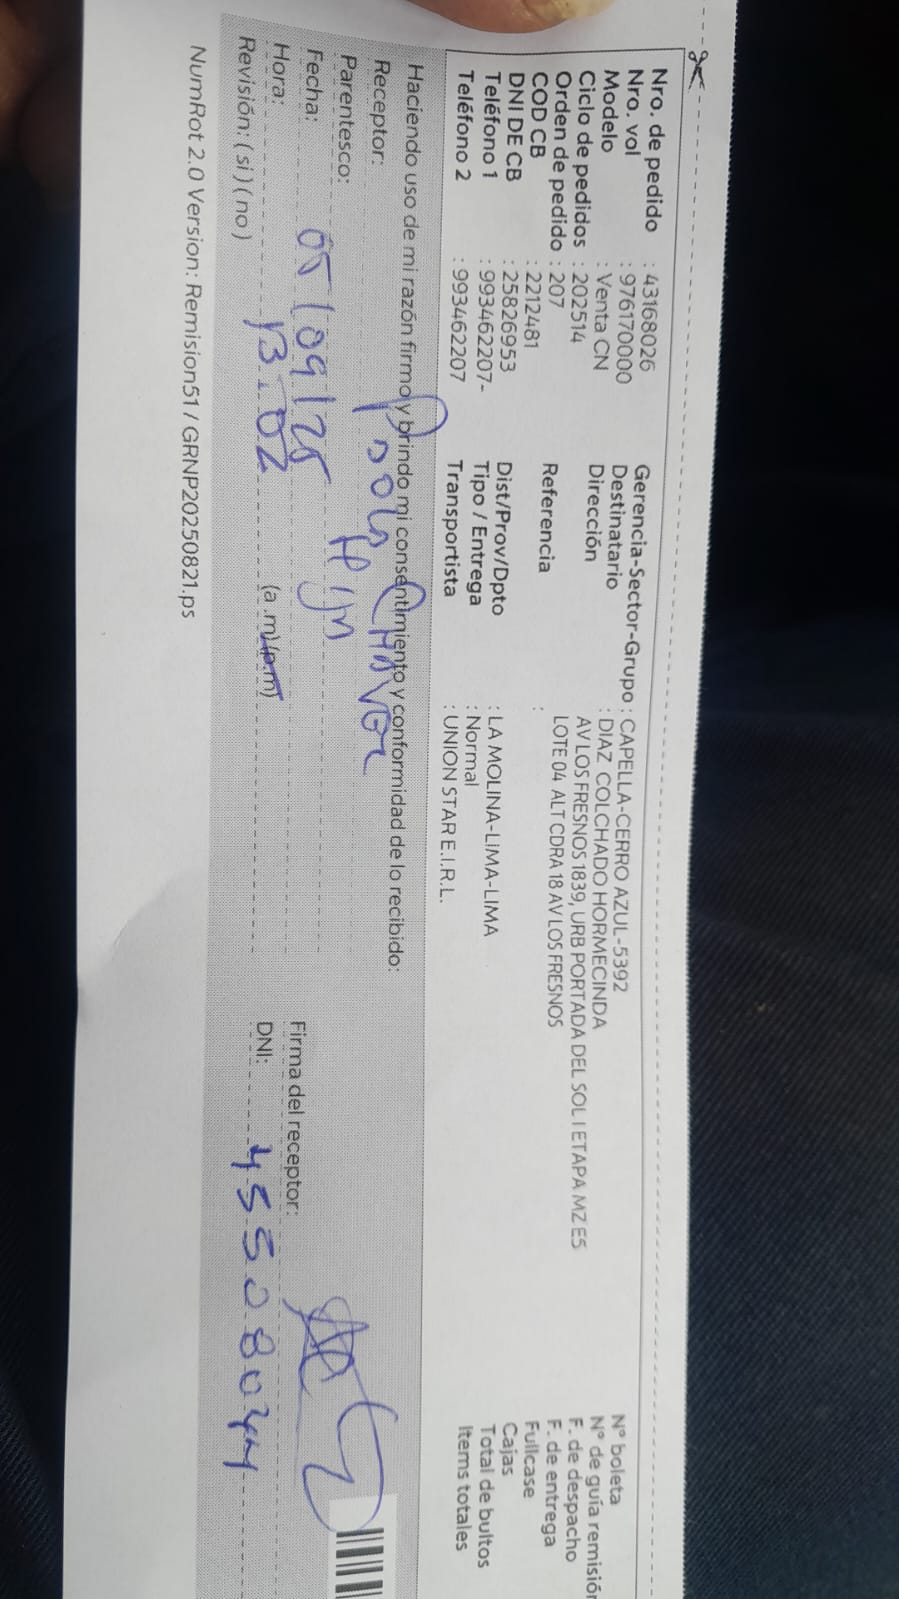 Nro. de pedido : 43168026
Nro. vol : 976170000
Modelo : Venta CN
Ciclo de pedidos : 202514
Orden de pedido : 207
COD CB : 2212481
DNI DE CB : 25826953
Teléfono 1 : 993462207-
Teléfono 2 : 993462207
Gerencia-Sector-Grupo : CAPELLA-CERRO AZUL-5392
Destinatario : DIAZ COLCHADO HORMECINDA
Dirección AV LOS FRESNOS 1839, URB PORTADA DEL SOL I ETAPA MZ E5
LOTE 04 ALT CDRA 18 AV LOS FRESNOS
Referencia :
Dist/Prov/Dpto : LA MOLINA-LIMA-LIMA
Tipo / Entrega : Normal
Transportista : UNION STAR E.I.R.L.
N° boleta
N° de guía remisión
F. de despacho
F. de entrega
Fullcase
Cajas
Total de bultos
Items totales
Haciendo uso de mi razón firmo y brindo mi consentimiento y conformidad de lo recibido:
Receptor:
Parentesco:
Fecha: 05/09/25
Hora: 13:02 (a.m) (p.m)
Revisión: ( si ) ( no )
Firma del receptor:
DNI:
NumRot 2.0 Version: Remision51 / GRNP20250821.ps